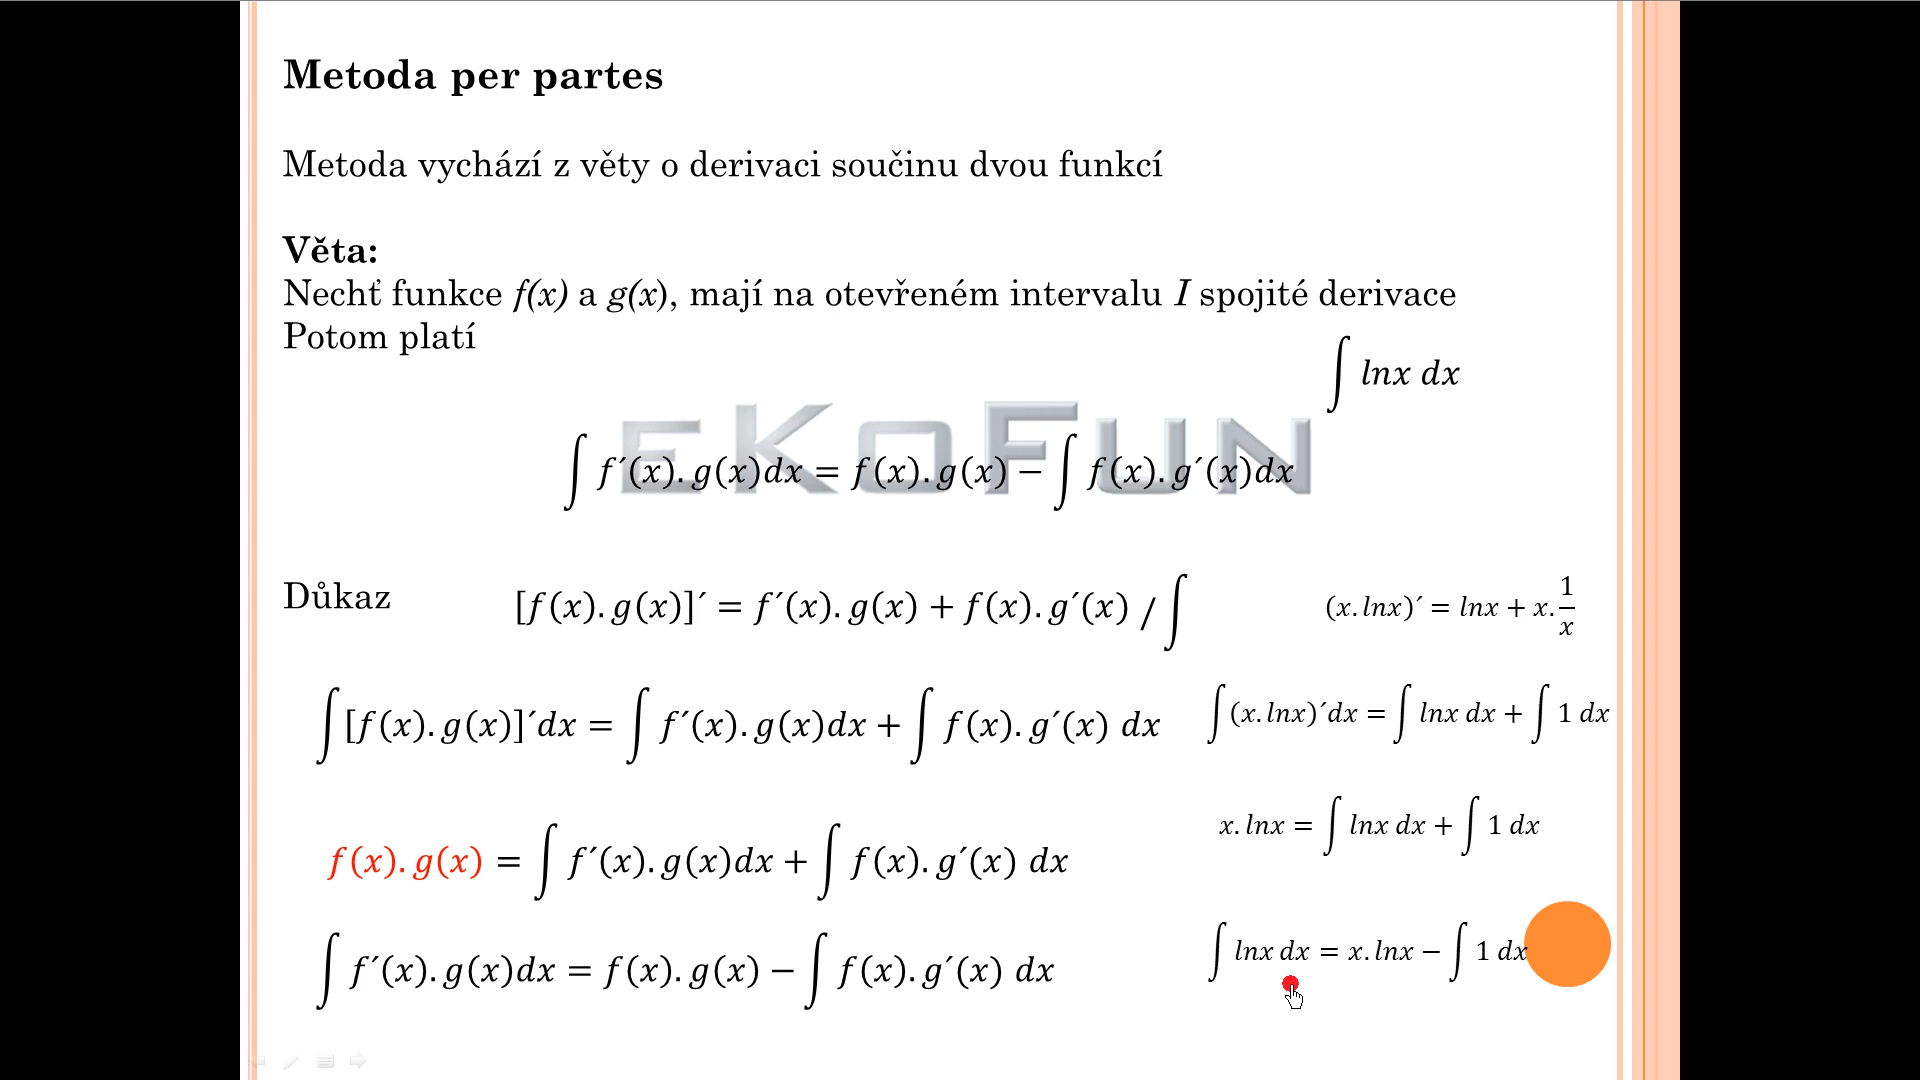 Metoda per partes
Metoda vychází z věty o derivaci součinu dvou funkcí
Věta:
Nechť funkce f(x) a g(x), mají na otevřeném intervalu I spojité derivace
Potom platí
∫ lnx dx
EKOFUN
∫ f´(x).g(x)dx = f(x).g(x) − ∫ f(x).g´(x)dx
Důkaz
[f(x).g(x)]´ = f´(x).g(x) + f(x).g´(x) / ∫
(x.lnx)´ = lnx + x.1/x
∫[f(x).g(x)]´dx = ∫ f´(x).g(x)dx + ∫ f(x).g´(x) dx
∫(x.lnx)´dx = ∫ lnx dx + ∫ 1 dx
f(x).g(x) = ∫ f´(x).g(x)dx + ∫ f(x).g´(x) dx
x.lnx = ∫ lnx dx + ∫ 1 dx
∫ f´(x).g(x)dx = f(x).g(x) − ∫ f(x).g´(x) dx
∫ lnx dx = x.lnx − ∫ 1 dx